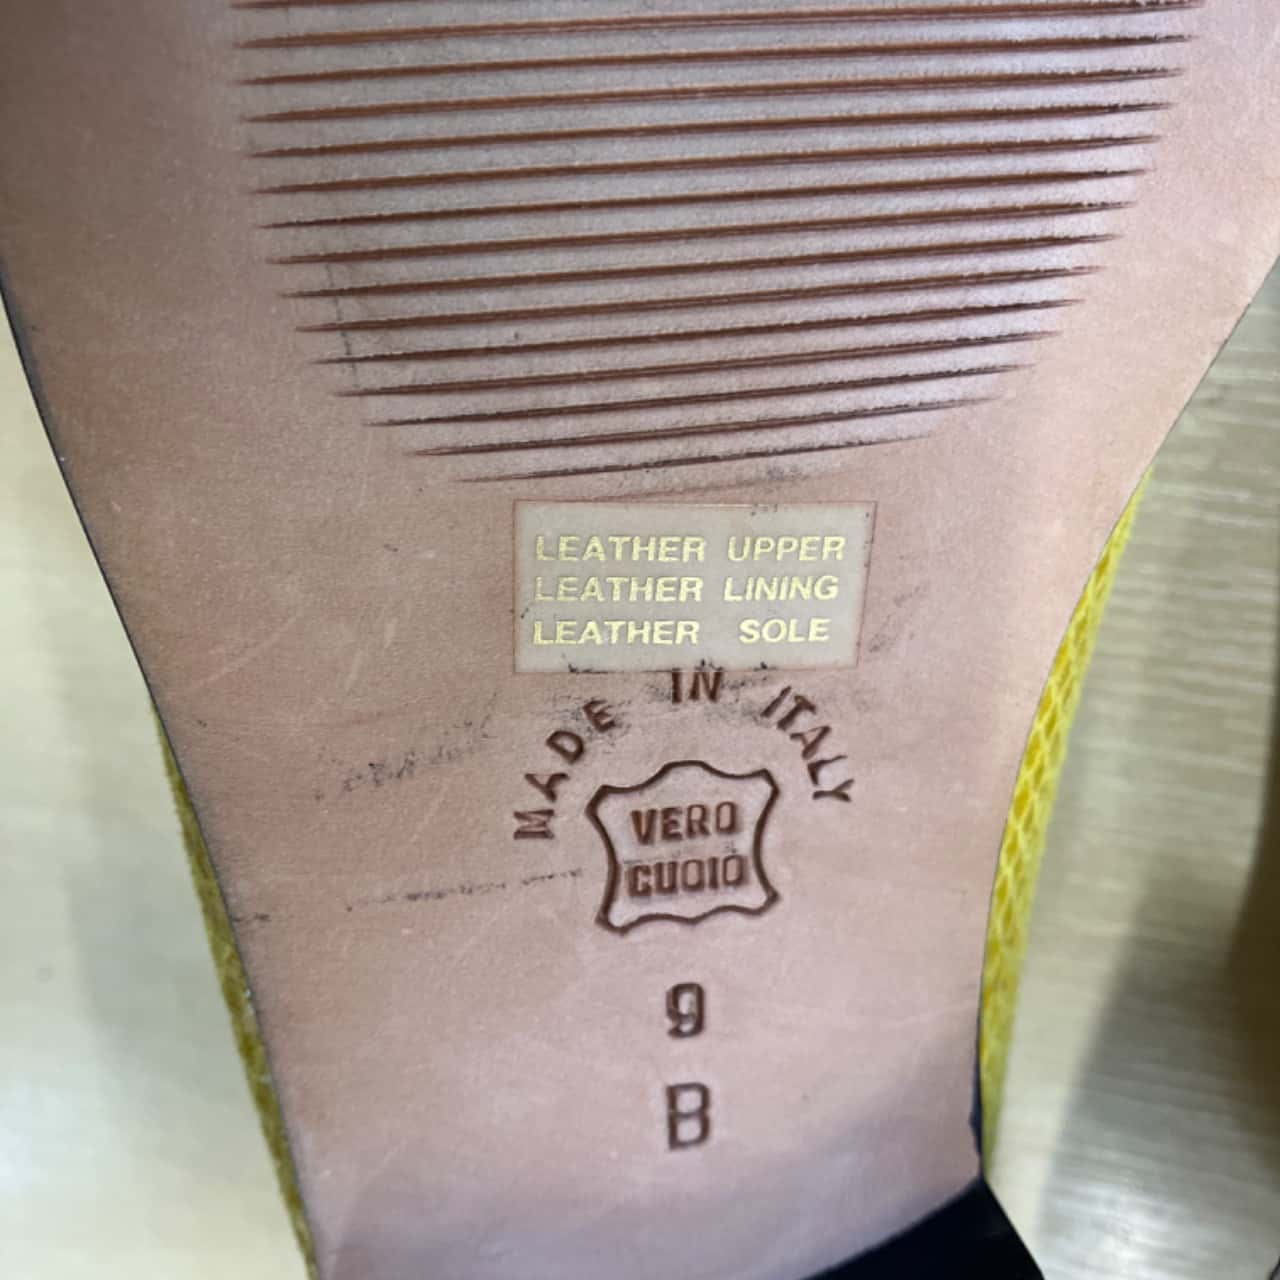 LEATHER UPPER
LEATHER LINING
LEATHER SOLE
MADE IN ITALY
VERO
CUOIO
9
B